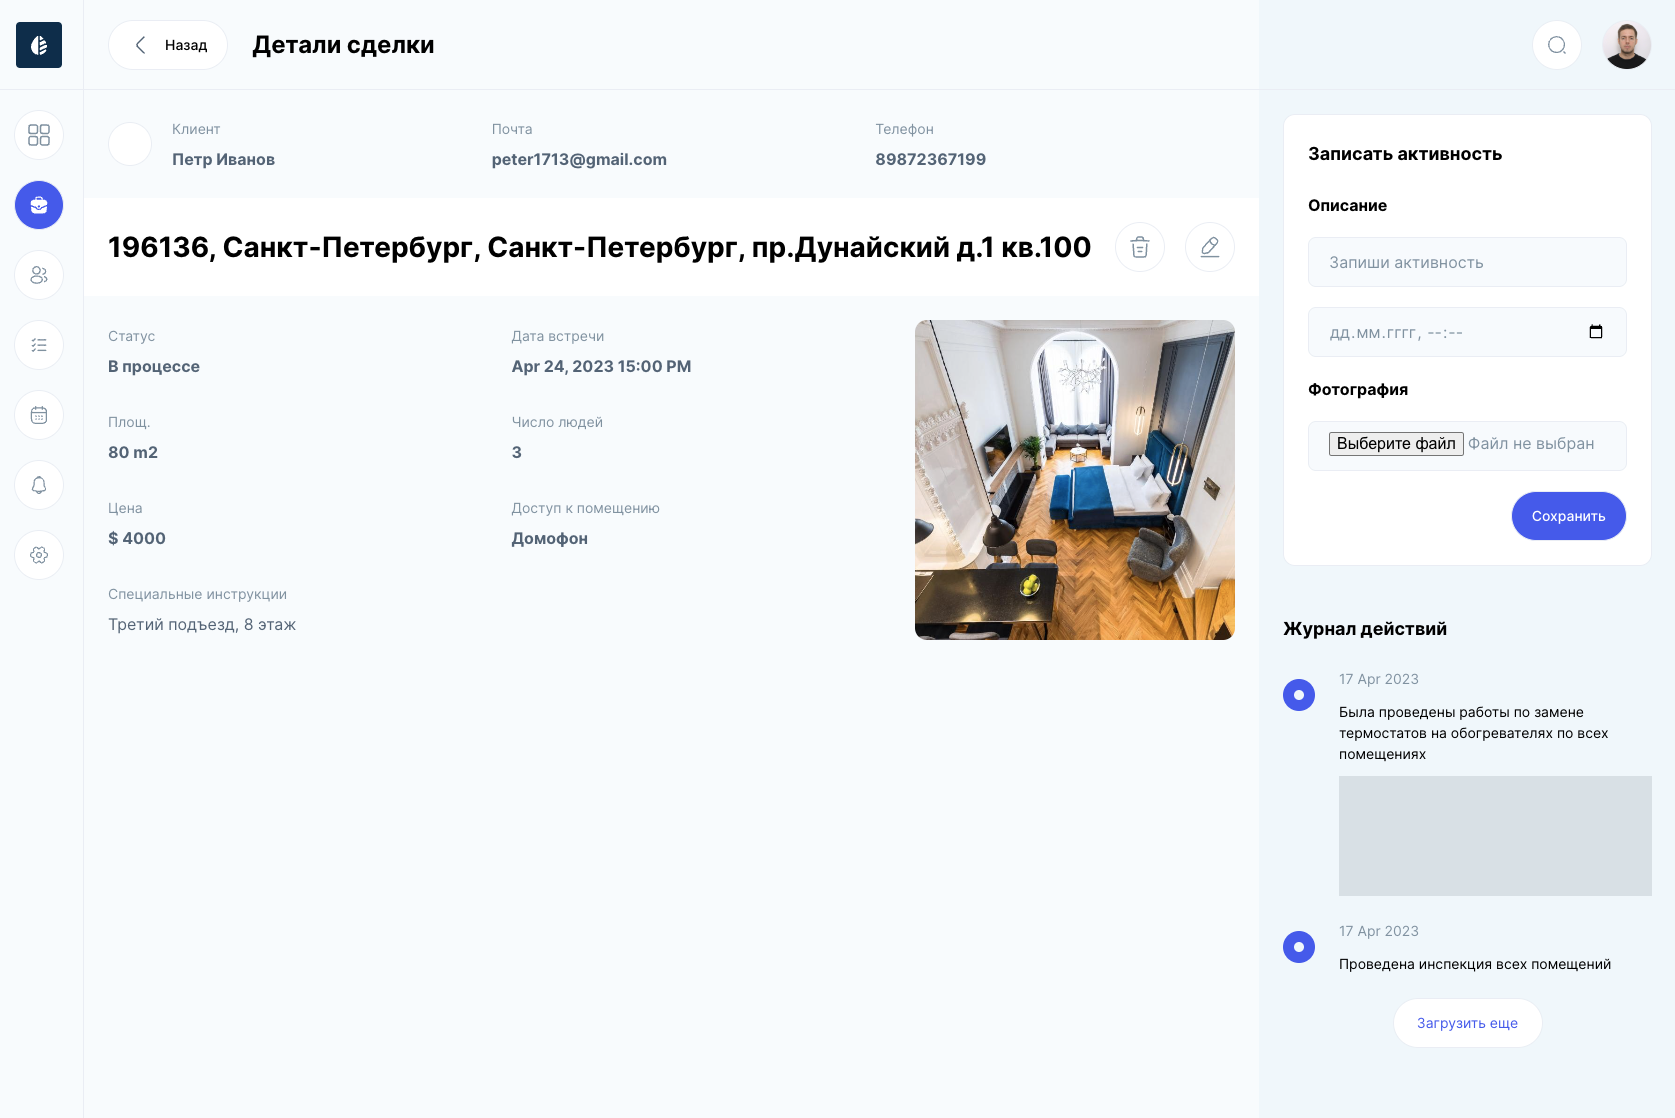 Назад
Детали сделки
Клиент
Петр Иванов
Почта
peter1713@gmail.com
Телефон
89872367199
196136, Санкт-Петербург, Санкт-Петербург, пр.Дунайский д.1 кв.100
Статус
В процессе
Дата встречи
Apr 24, 2023 15:00 PM
Площ.
80 m2
Число людей
3
Цена
$ 4000
Доступ к помещению
Домофон
Специальные инструкции
Третий подъезд, 8 этаж
Записать активность
Описание
Запиши активность
дд.мм.гггг, --:--
Фотография
Выберите файл Файл не выбран
Сохранить
Журнал действий
17 Apr 2023
Была проведены работы по замене
термостатов на обогревателях по всех
помещениях
17 Apr 2023
Проведена инспекция всех помещений
Загрузить еще